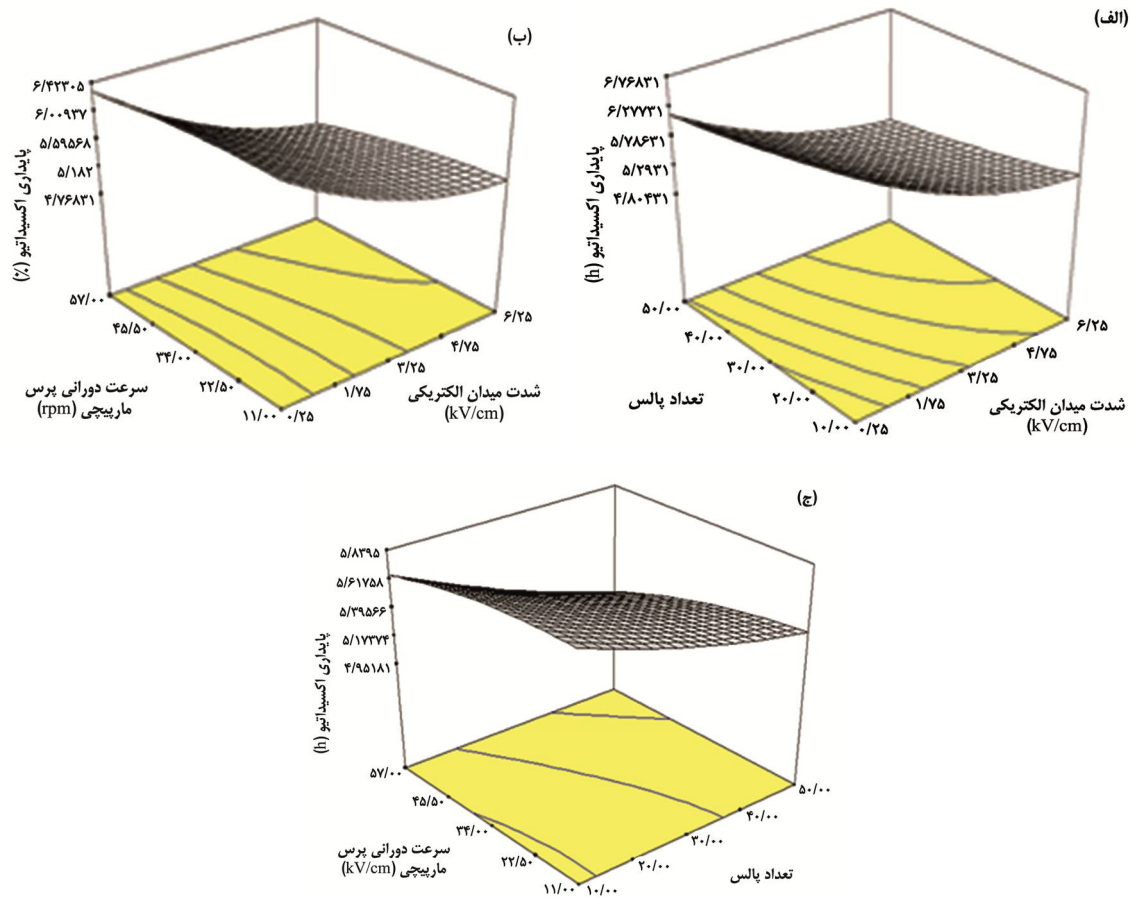 (الف)
۶/۷۶۸۳۱
۶/۲۷۷۳۱
۵/۷۸۶۳۱
۵/۲۹۳۱
۴/۸۰۴۳۱
پایداری اکسیداتیو (h)
۵۰/۰۰
۴۰/۰۰
۳۰/۰۰
۲۰/۰۰
۱۰/۰۰
تعداد پالس
۰/۲۵
۱/۷۵
۳/۲۵
۴/۷۵
۶/۲۵
شدت میدان الکتریکی
(kV/cm)
(ب)
۶/۴۲۳۰۵
۶/۰۰۹۳۷
۵/۵۹۵۶۸
۵/۱۸۲
۴/۷۶۸۳۱
پایداری اکسیداتیو (٪)
۵۷/۰۰
۴۵/۵۰
۳۴/۰۰
۲۲/۵۰
۱۱/۰۰
سرعت دورانی پرس
مارپیچی (rpm)
۰/۲۵
۱/۷۵
۳/۲۵
۴/۷۵
۶/۲۵
شدت میدان الکتریکی
(kV/cm)
(ج)
۵/۸۳۹۵
۵/۶۱۷۵۸
۵/۳۹۵۶۶
۵/۱۷۳۷۴
۴/۹۵۱۸۱
پایداری اکسیداتیو (h)
۵۷/۰۰
۴۵/۵۰
۳۴/۰۰
۲۲/۵۰
۱۱/۰۰
سرعت دورانی پرس
مارپیچی (kV/cm)
۱۰/۰۰
۲۰/۰۰
۳۰/۰۰
۴۰/۰۰
۵۰/۰۰
تعداد پالس